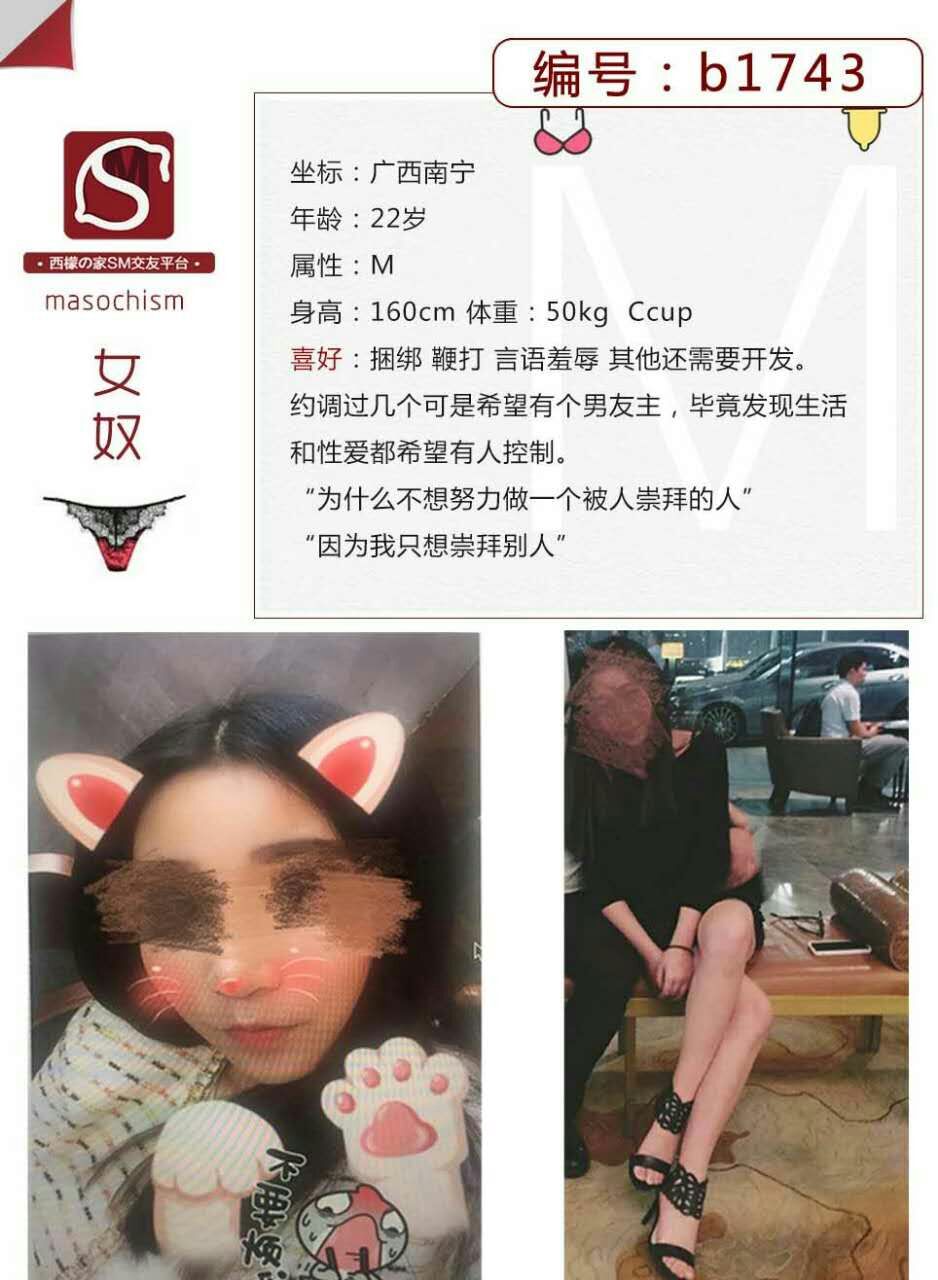 编号：b1743
坐标：广西南宁
年龄：22岁
属性：M
身高：160cm 体重：50kg Ccup
喜好：捆绑 鞭打 言语羞辱 其他还需要开发。
约调过几个可是希望有个男友主，毕竟发现生活
和性爱都希望有人控制。
“为什么不想努力做一个被人崇拜的人”
“因为我只想崇拜别人”
M
SM
·西檬の家SM交友平台·
masochism
女
奴